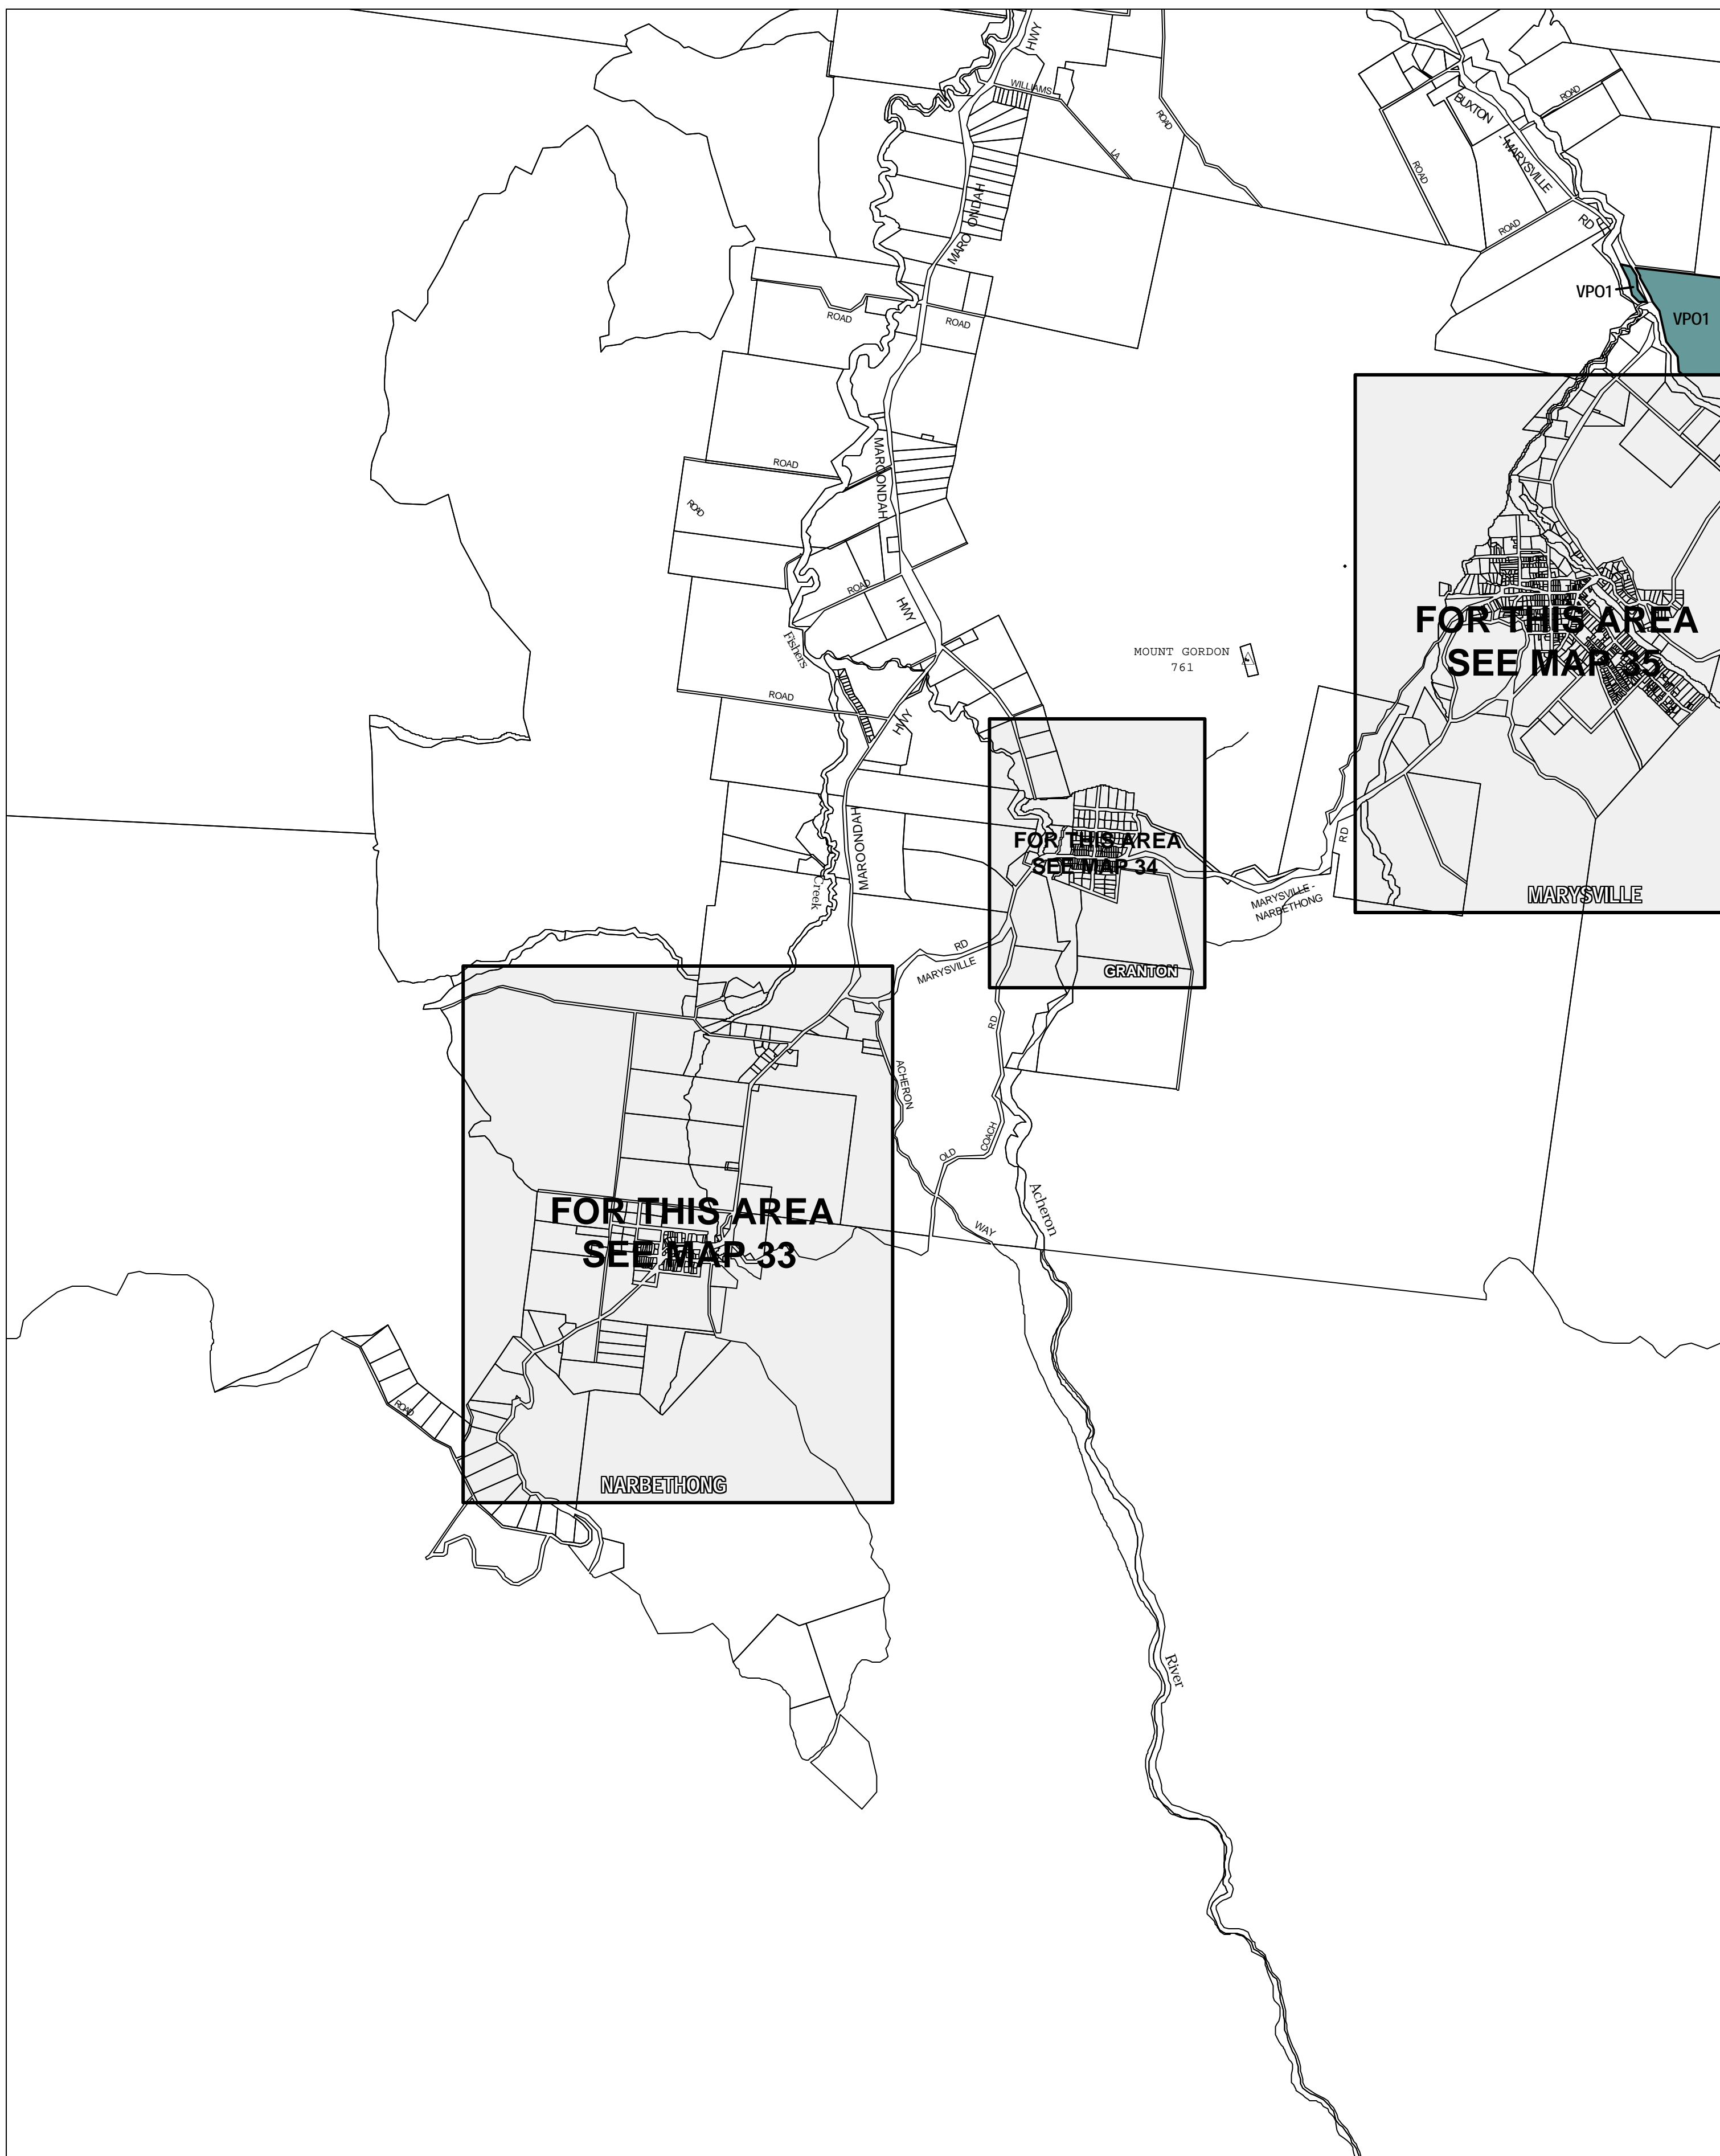 HWY
WILLIAMS
LA
ROAD
BUXTON
ROAD
- MARYSVILLE
ROAD
ROAD
RD
MAROONDAH
VPO1
VPO1
ROAD
ROAD
MAROONDAH
ROAD
ROAD
ROAD
HWY
Fishers
FOR THIS AREA
SEE MAP 35
MOUNT GORDON
761
ROAD
HWY
MAROONDAH
FOR THIS AREA
SEE MAP 34
RD
Creek
MARYSVILLE -
NARBETHONG
MARYSVILLE
RD
MARYSVILLE
GRANTON
RD
ACHERON
COACH
OLD
Acheron
FOR THIS AREA
SEE MAP 33
WAY
ROAD
NARBETHONG
River